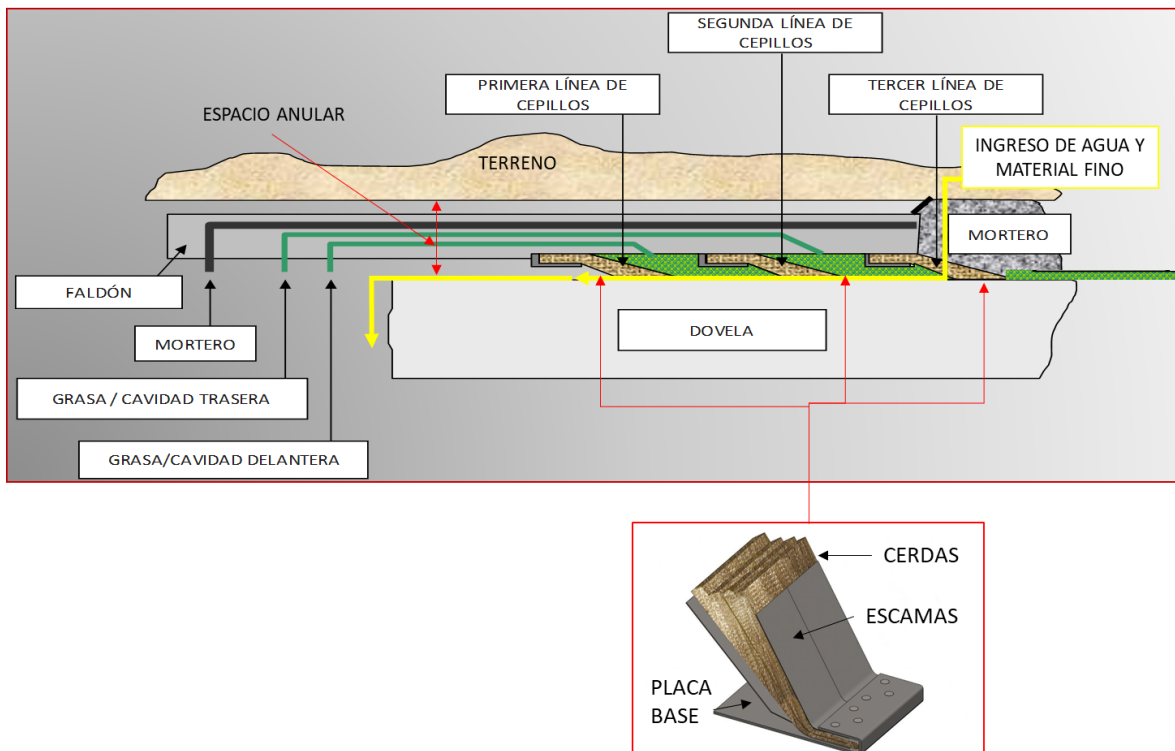 SEGUNDA LÍNEA DE
CEPILLOS
PRIMERA LÍNEA DE
CEPILLOS
TERCER LÍNEA DE
CEPILLOS
ESPACIO ANULAR
TERRENO
INGRESO DE AGUA Y
MATERIAL FINO
MORTERO
FALDÓN
MORTERO
DOVELA
GRASA / CAVIDAD TRASERA
GRASA/CAVIDAD DELANTERA
CERDAS
ESCAMAS
PLACA
BASE